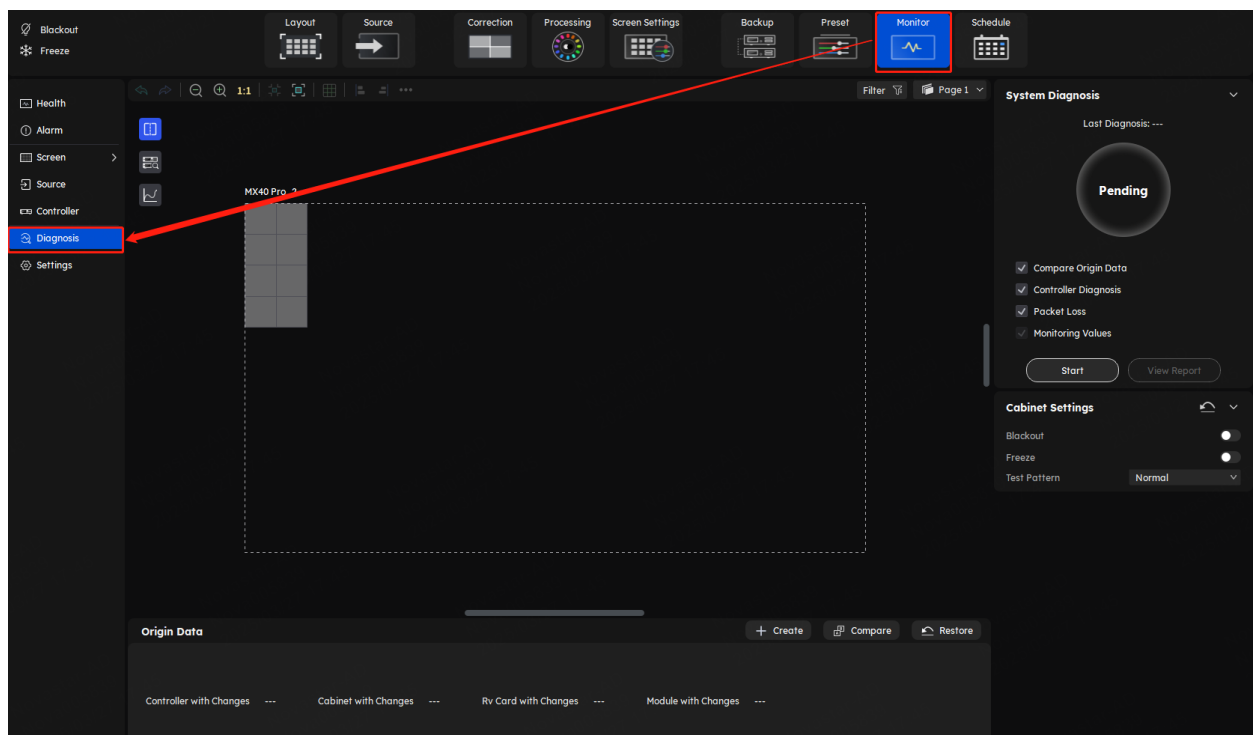 Blackout
Freeze
Layout
Source
Correction
Processing
Screen Settings
Backup
Preset
Monitor
Schedule
Health
Alarm
Screen
Source
Controller
Diagnosis
Settings
1:1
Filter
Page 1
MX40 Pro_2
System Diagnosis
Last Diagnosis: ---
Pending
Compare Origin Data
Controller Diagnosis
Packet Loss
Monitoring Values
Start
View Report
Cabinet Settings
Blackout
Freeze
Test Pattern
Normal
Origin Data
Create
Compare
Restore
Controller with Changes ---
Cabinet with Changes ---
Rv Card with Changes ---
Module with Changes ---